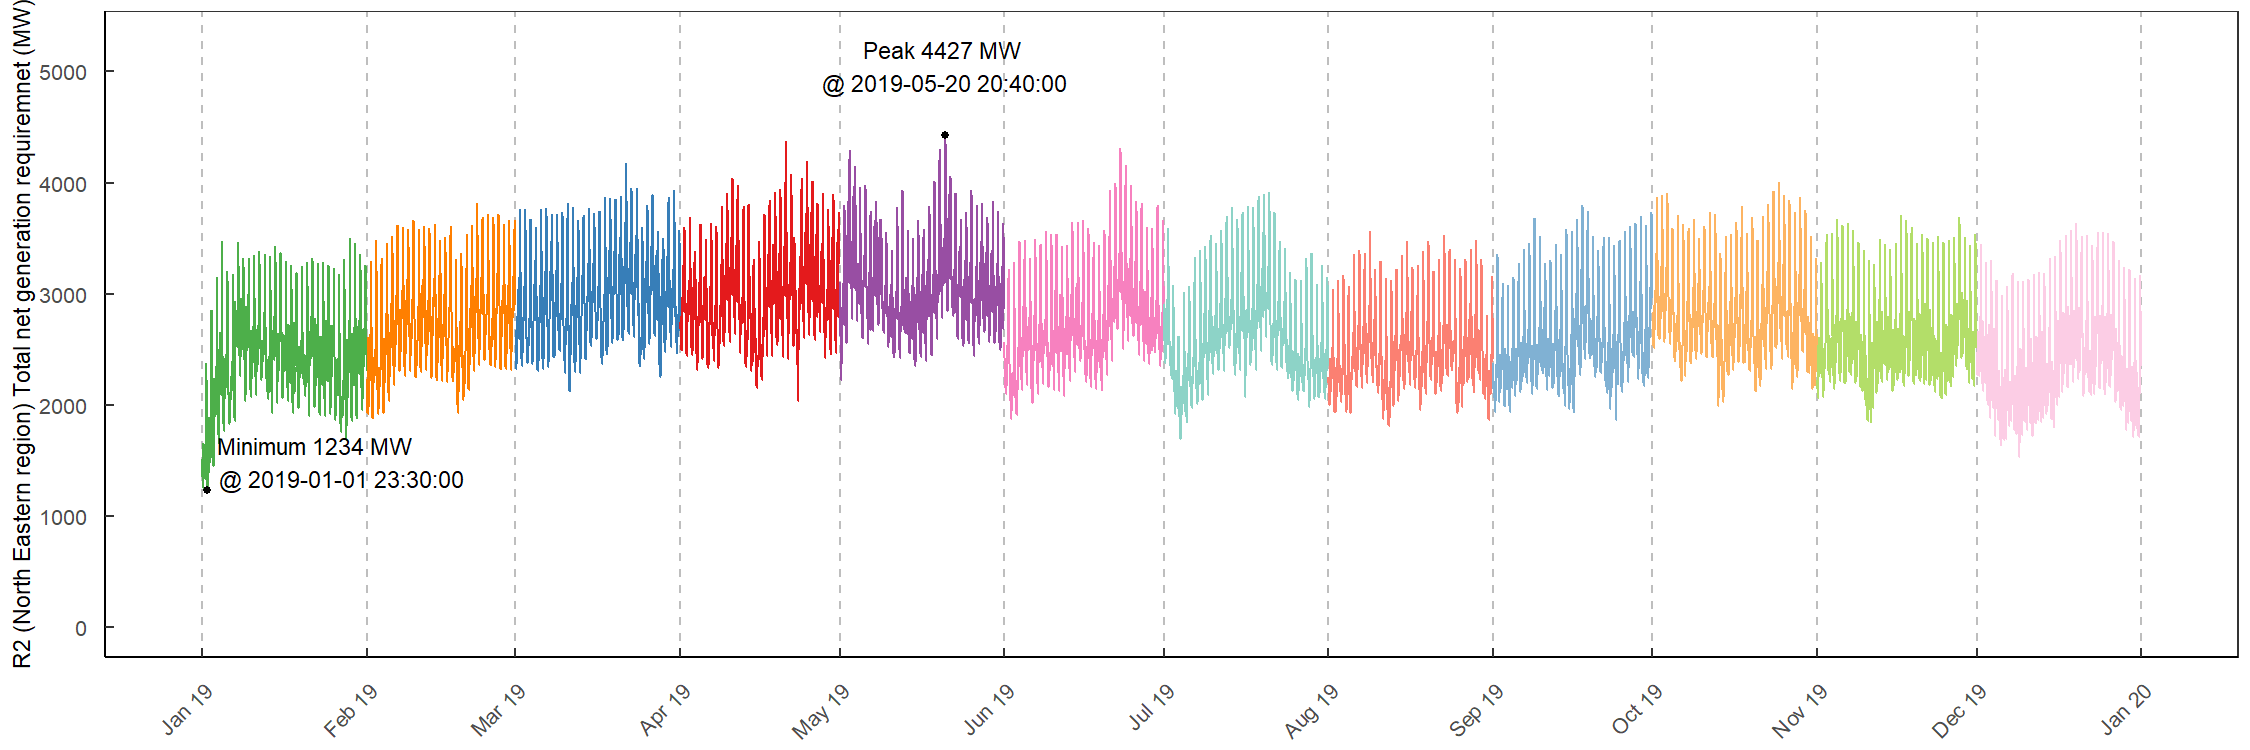 R2 (North Eastern region) Total net generation requiremnet (MW)
5000
4000
3000
2000
1000
0
Peak 4427 MW
@ 2019-05-20 20:40:00
Minimum 1234 MW
@ 2019-01-01 23:30:00
Jan 19
Feb 19
Mar 19
Apr 19
May 19
Jun 19
Jul 19
Aug 19
Sep 19
Oct 19
Nov 19
Dec 19
Jan 20